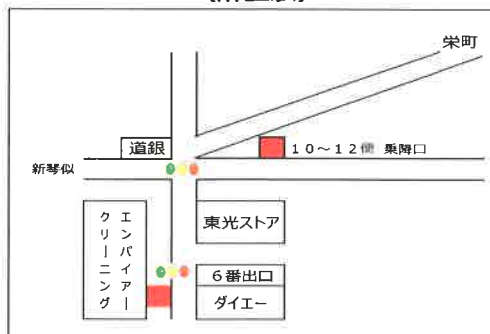 栄町
道銀
10～12便 乗降口
新琴似
東光ストア
エンパイアー
クリーニング
6番出口
ダイエー